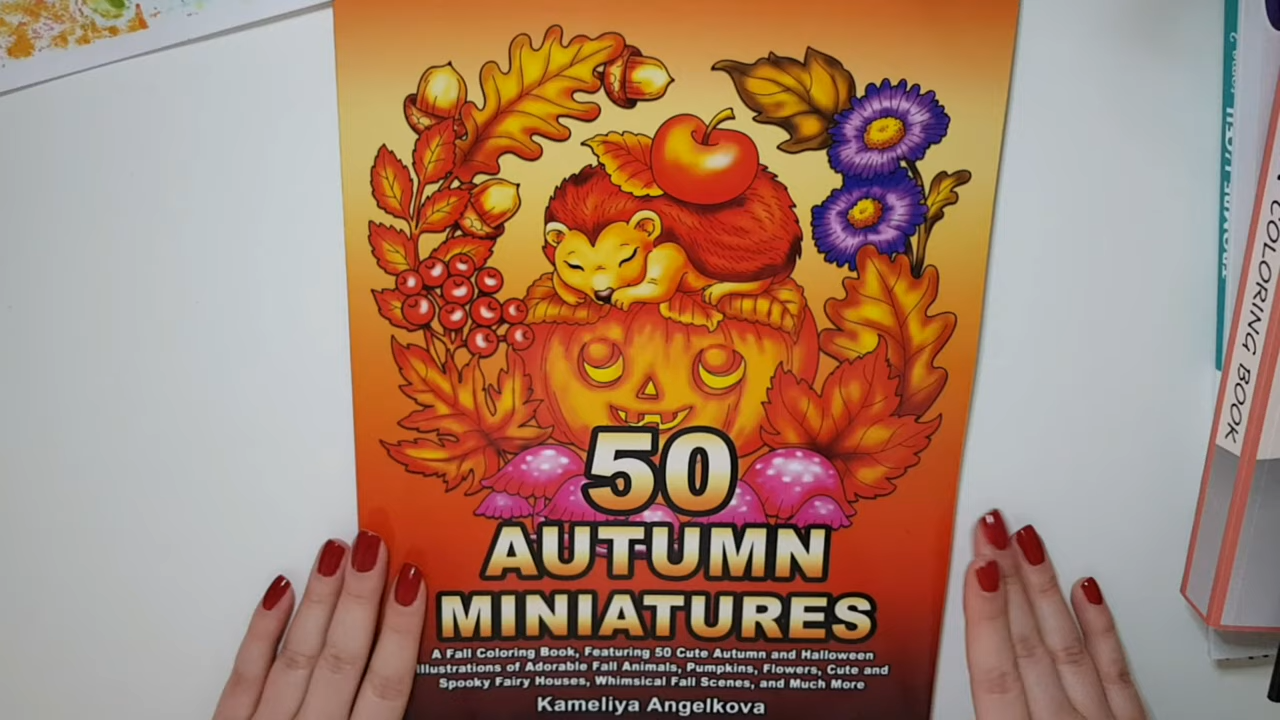 50
AUTUMN
MINIATURES
A Fall Coloring Book, Featuring 50 Cute Autumn and Halloween
Illustrations of Adorable Fall Animals, Pumpkins, Flowers, Cute and
Spooky Fairy Houses, Whimsical Fall Scenes, and Much More
Kameliya Angelkova
COLORING BOOK